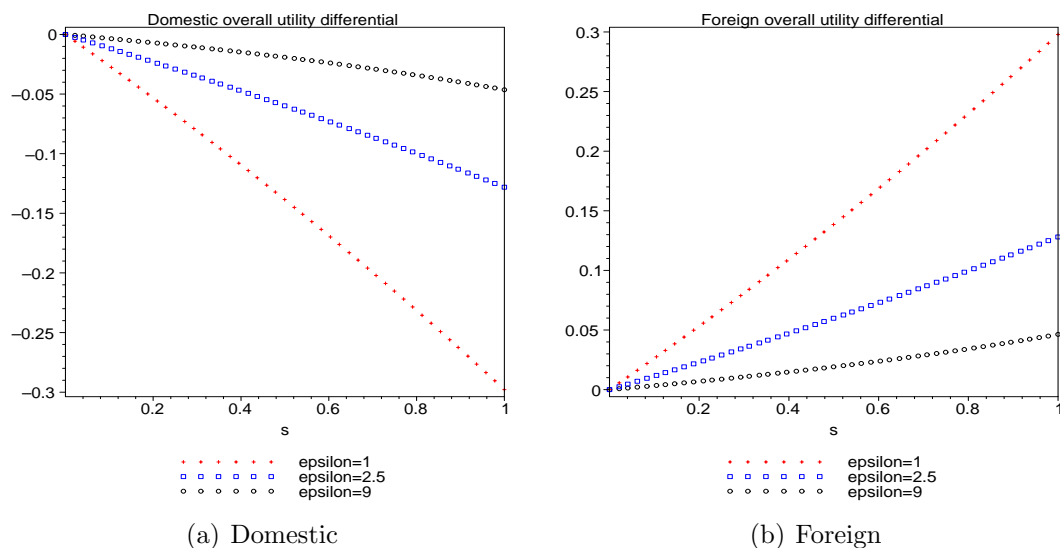 Domestic overall utility differential
0
−0.05
−0.1
−0.15
−0.2
−0.25
−0.3
0.2 0.4 0.6 0.8 1
s
epsilon=1
epsilon=2.5
epsilon=9
(a) Domestic
Foreign overall utility differential
0.3
0.25
0.2
0.15
0.1
0.05
0
0.2 0.4 0.6 0.8 1
s
epsilon=1
epsilon=2.5
epsilon=9
(b) Foreign